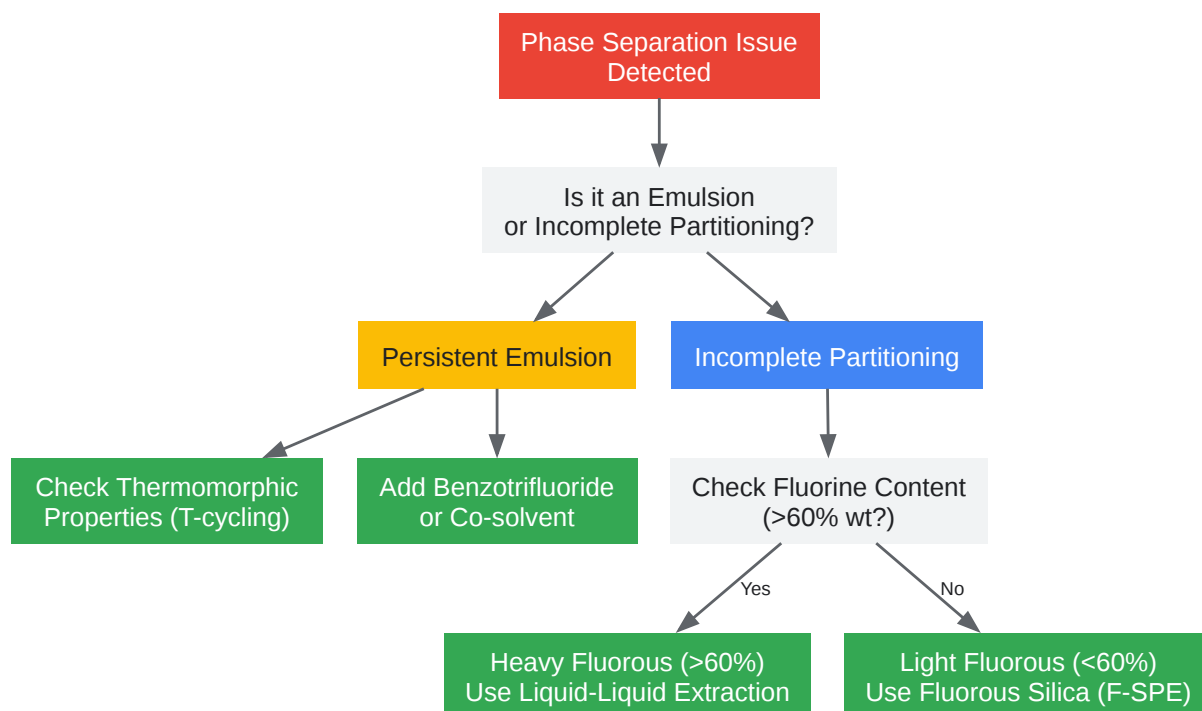 Phase Separation Issue
Detected
Is it an Emulsion
or Incomplete Partitioning?
Persistent Emulsion
Incomplete Partitioning
Check Thermomorphic
Properties (T-cycling)
Add Benzotrifluoride
or Co-solvent
Check Fluorine Content
(>60% wt?)
Yes
No
Heavy Fluorous (>60%)
Use Liquid-Liquid Extraction
Light Fluorous (<60%)
Use Fluorous Silica (F-SPE)